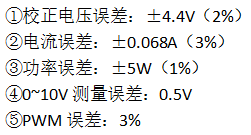 ①校正电压误差：±4.4V（2%）
②电流误差：±0.068A（3%）
③功率误差：±5W（1%）
④0~10V 测量误差：0.5V
⑤PWM 误差：3%